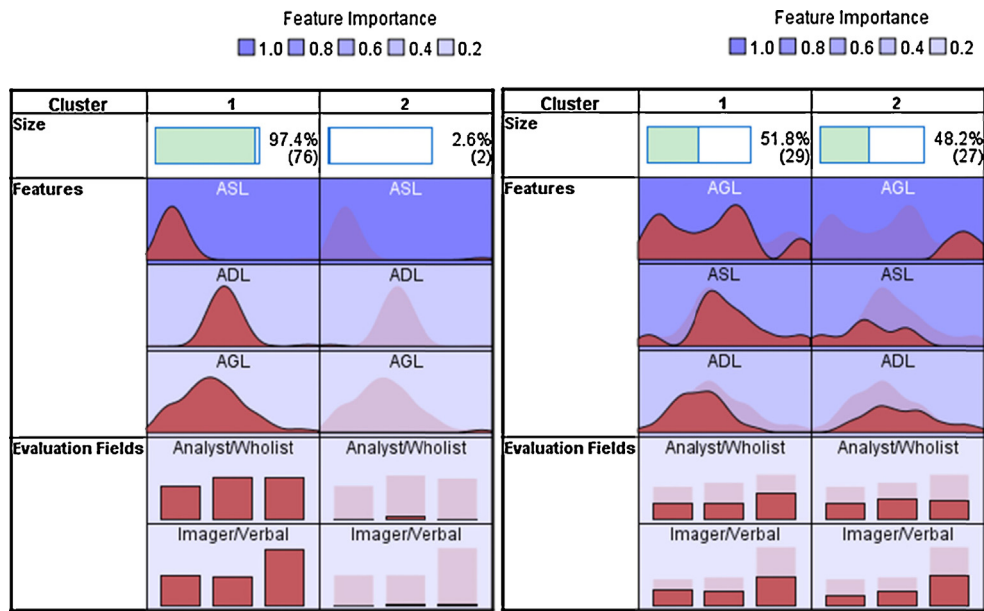 Feature Importance
1.0 0.8 0.6 0.4 0.2
Cluster 1 2
Size
97.4%
(76)
2.6%
(2)
Features
ASL ASL
ADL ADL
AGL AGL
Evaluation Fields
Analyst/Wholist Analyst/Wholist
Imager/Verbal Imager/Verbal
Feature Importance
1.0 0.8 0.6 0.4 0.2
Cluster 1 2
Size
51.8%
(29)
48.2%
(27)
Features
AGL AGL
ASL ASL
ADL ADL
Evaluation Fields
Analyst/Wholist Analyst/Wholist
Imager/Verbal Imager/Verbal